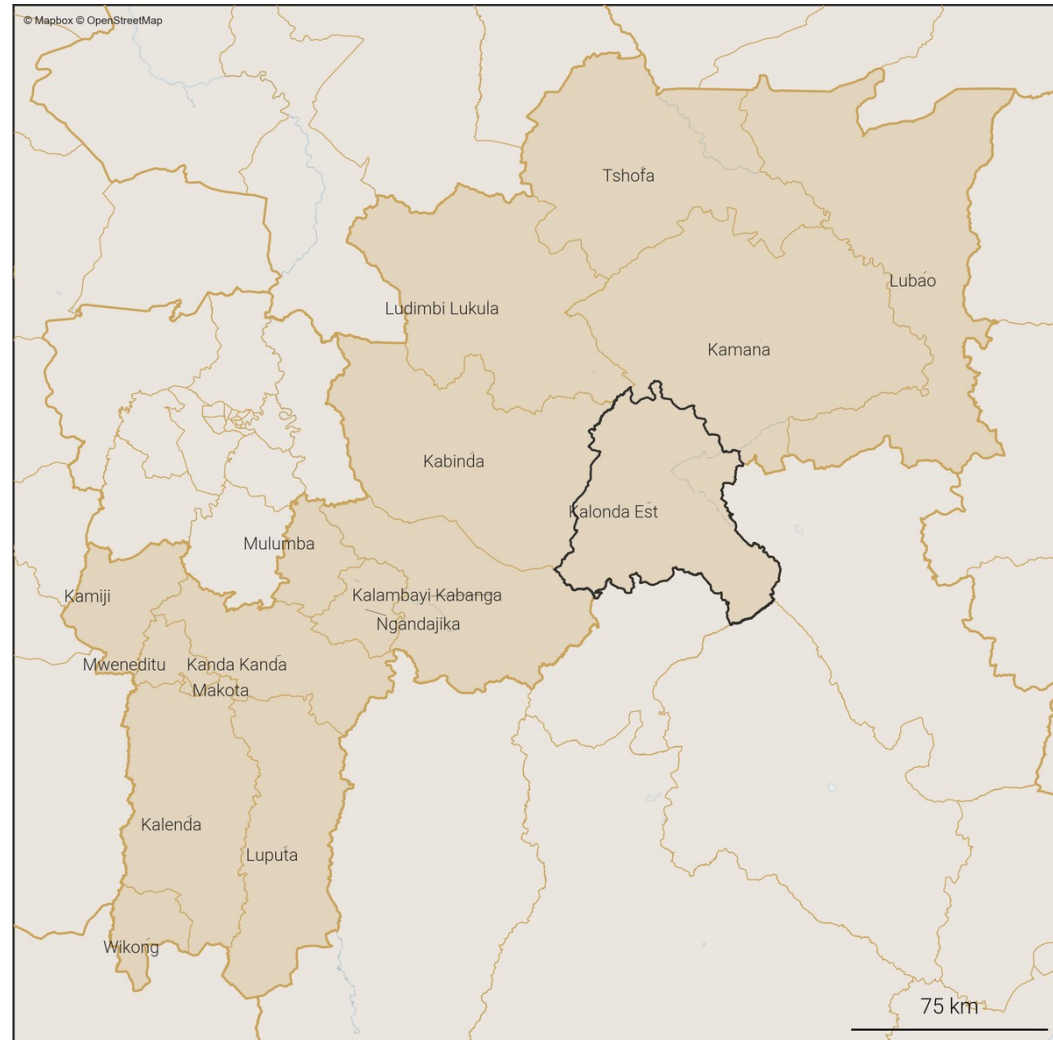 © Mapbox © OpenStreetMap
Tshofa
Lubao
Ludimbi Lukula
Kamana
Kabinda
Kalonda Est
Mulumba
Kamiji
Kalambayi Kabanga
Ngandajika
Mweneditu
Kanda Kanda
Makota
Kalenda
Luputa
Wikong
75 km